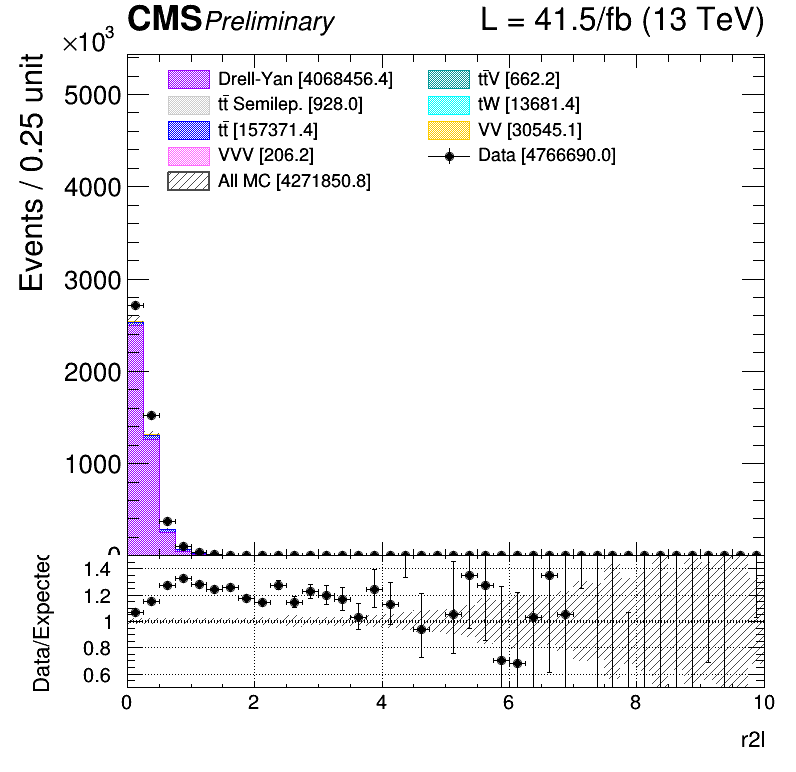 CMS Preliminary L = 41.5/fb (13 TeV)
×10³
Events / 0.25 unit
5000
4000
3000
2000
1000
0
Drell-Yan [4068456.4]
tt̄ Semilep. [928.0]
tt̄ [157371.4]
VVV [206.2]
All MC [4271850.8]
tt̄V [662.2]
tW [13681.4]
VV [30545.1]
Data [4766690.0]
Data/Expected
1.4
1.2
1
0.8
0.6
0 2 4 6 8 10
r2l